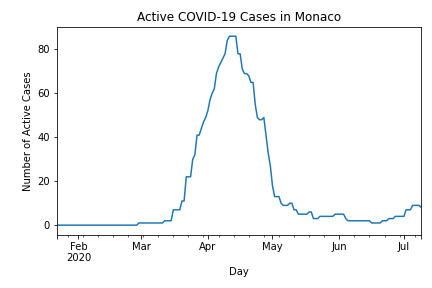 Active COVID-19 Cases in Monaco
Number of Active Cases
80
60
40
20
0
Feb Mar Apr May Jun Jul
2020
Day